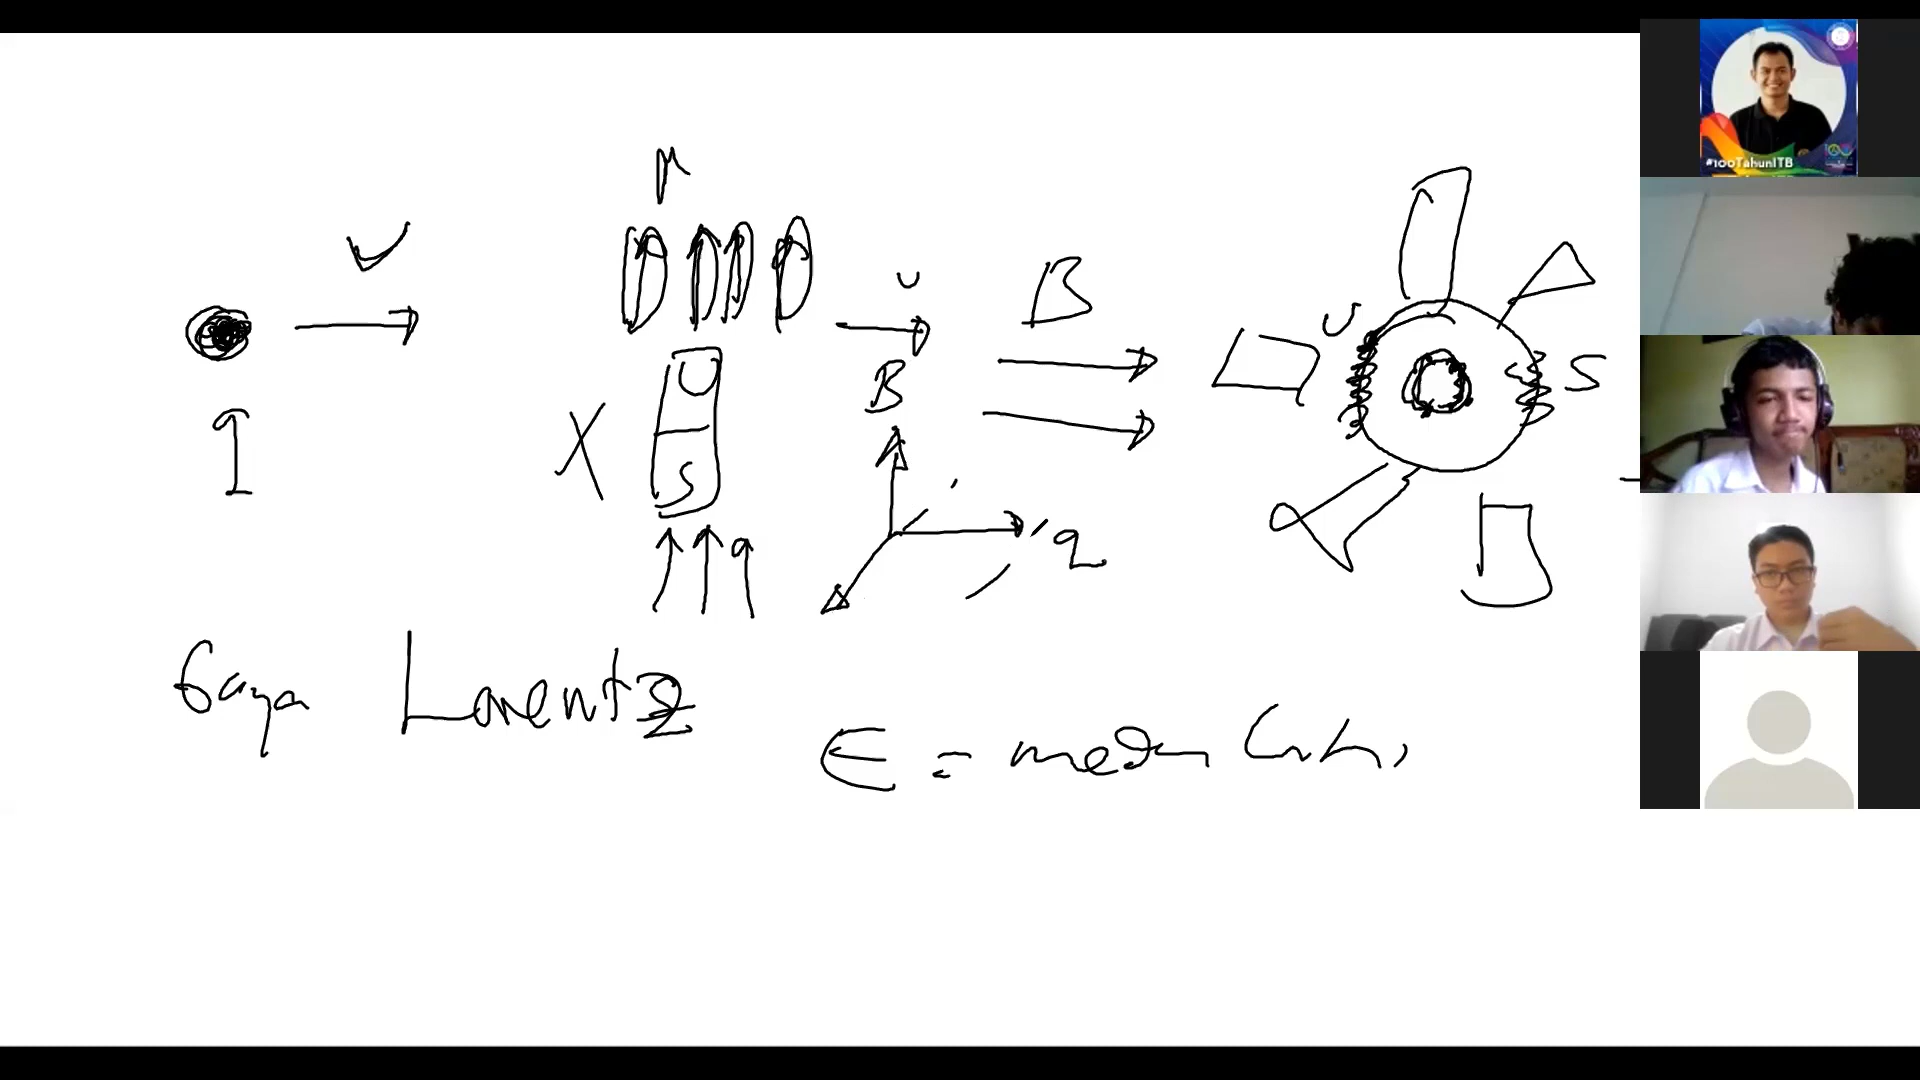 #100TahunITB
v
q
U
S
X
v
B
B
q
U
S
Gaya Lorentz
E = medan